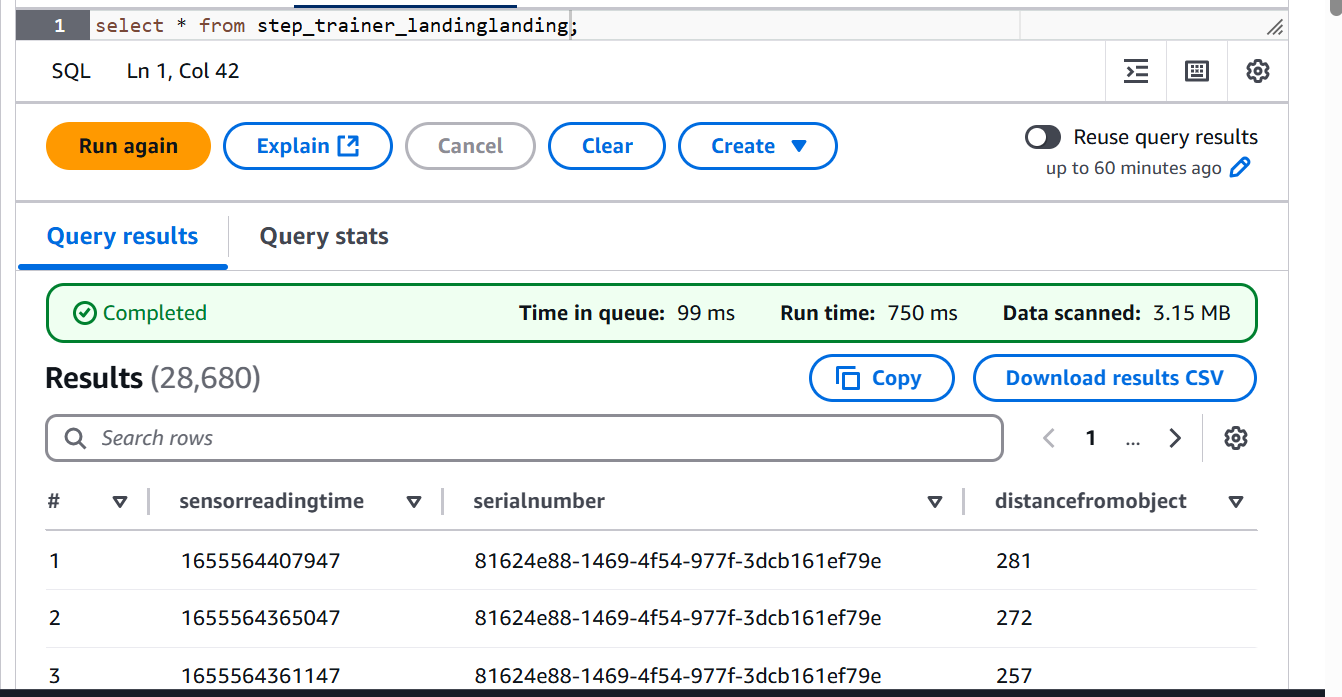 1 select * from step_trainer_landinglanding;
SQL Ln 1, Col 42
Run again Explain Cancel Clear Create Reuse query results
up to 60 minutes ago
Query results Query stats
Completed Time in queue: 99 ms Run time: 750 ms Data scanned: 3.15 MB
Results (28,680) Copy Download results CSV
Search rows 1 ...
# sensorreadingtime serialnumber distancefromobject
1 1655564407947 81624e88-1469-4f54-977f-3dcb161ef79e 281
2 1655564365047 81624e88-1469-4f54-977f-3dcb161ef79e 272
3 1655564361147 81624e88-1469-4f54-977f-3dcb161ef79e 257